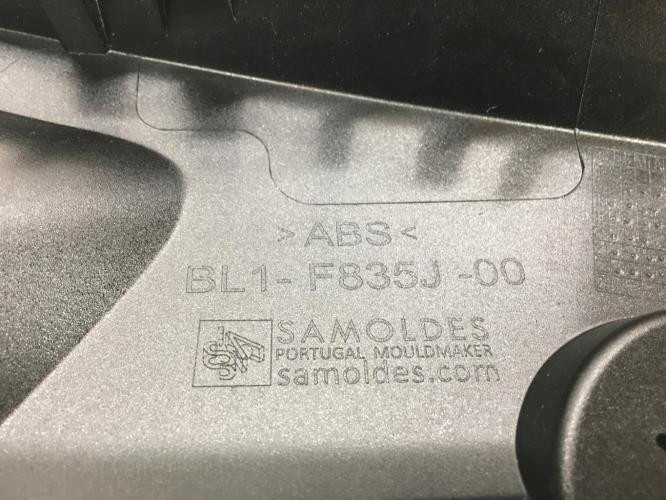 >ABS<
BL1- F835J -00
SAMOLDES
PORTUGAL MOULDMAKER
samoldes.com